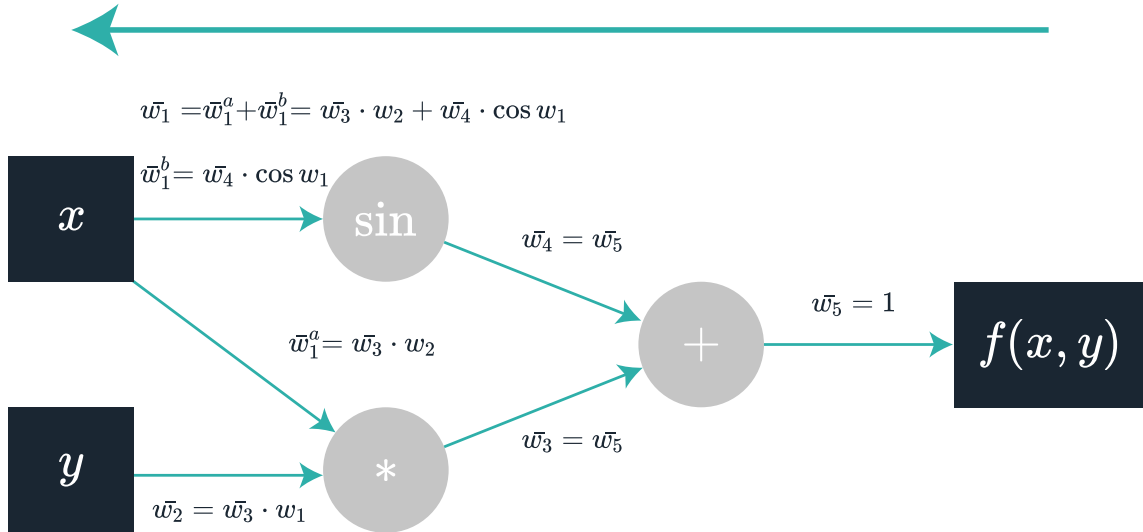 w̄₁ =w̄₁ᵃ+w̄₁ᵇ= w̄₃ · w₂ + w̄₄ · cos w₁
w̄₁ᵇ= w̄₄ · cos w₁
x
sin
w̄₄ = w̄₅
w̄₅ = 1
w̄₁ᵃ= w̄₃ · w₂
+
f(x, y)
w̄₃ = w̄₅
y
*
w̄₂ = w̄₃ · w₁